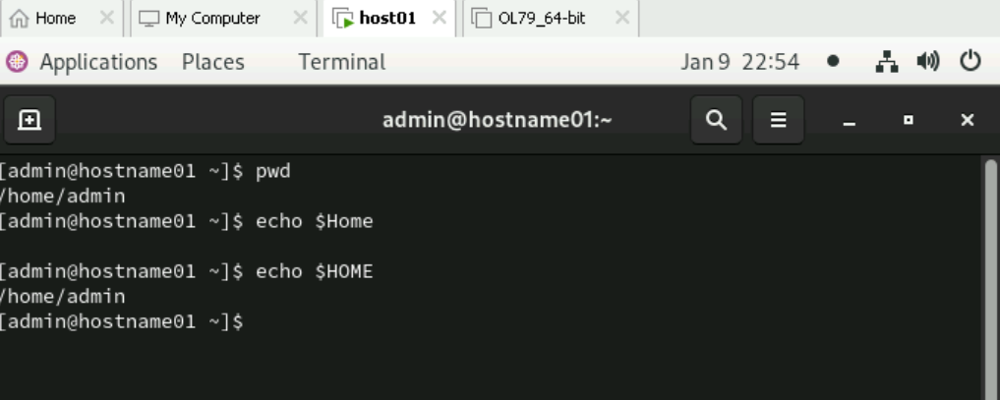 Home My Computer host01 OL79_64-bit
Applications Places Terminal Jan 9 22:54
admin@hostname01:~
[admin@hostname01 ~]$ pwd
/home/admin
[admin@hostname01 ~]$ echo $Home
[admin@hostname01 ~]$ echo $HOME
/home/admin
[admin@hostname01 ~]$